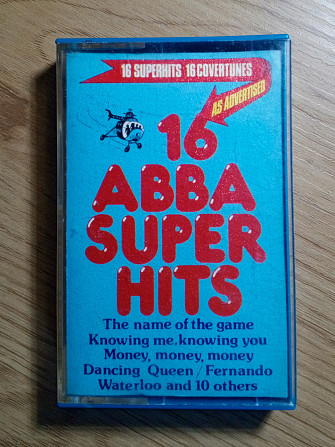 16 SUPERHITS 16 COVERTUNES
AS ADVERTISED
16
ABBA
SUPER
HITS
The name of the game
Knowing me, knowing you
Money, money, money
Dancing Queen / Fernando
Waterloo and 10 others